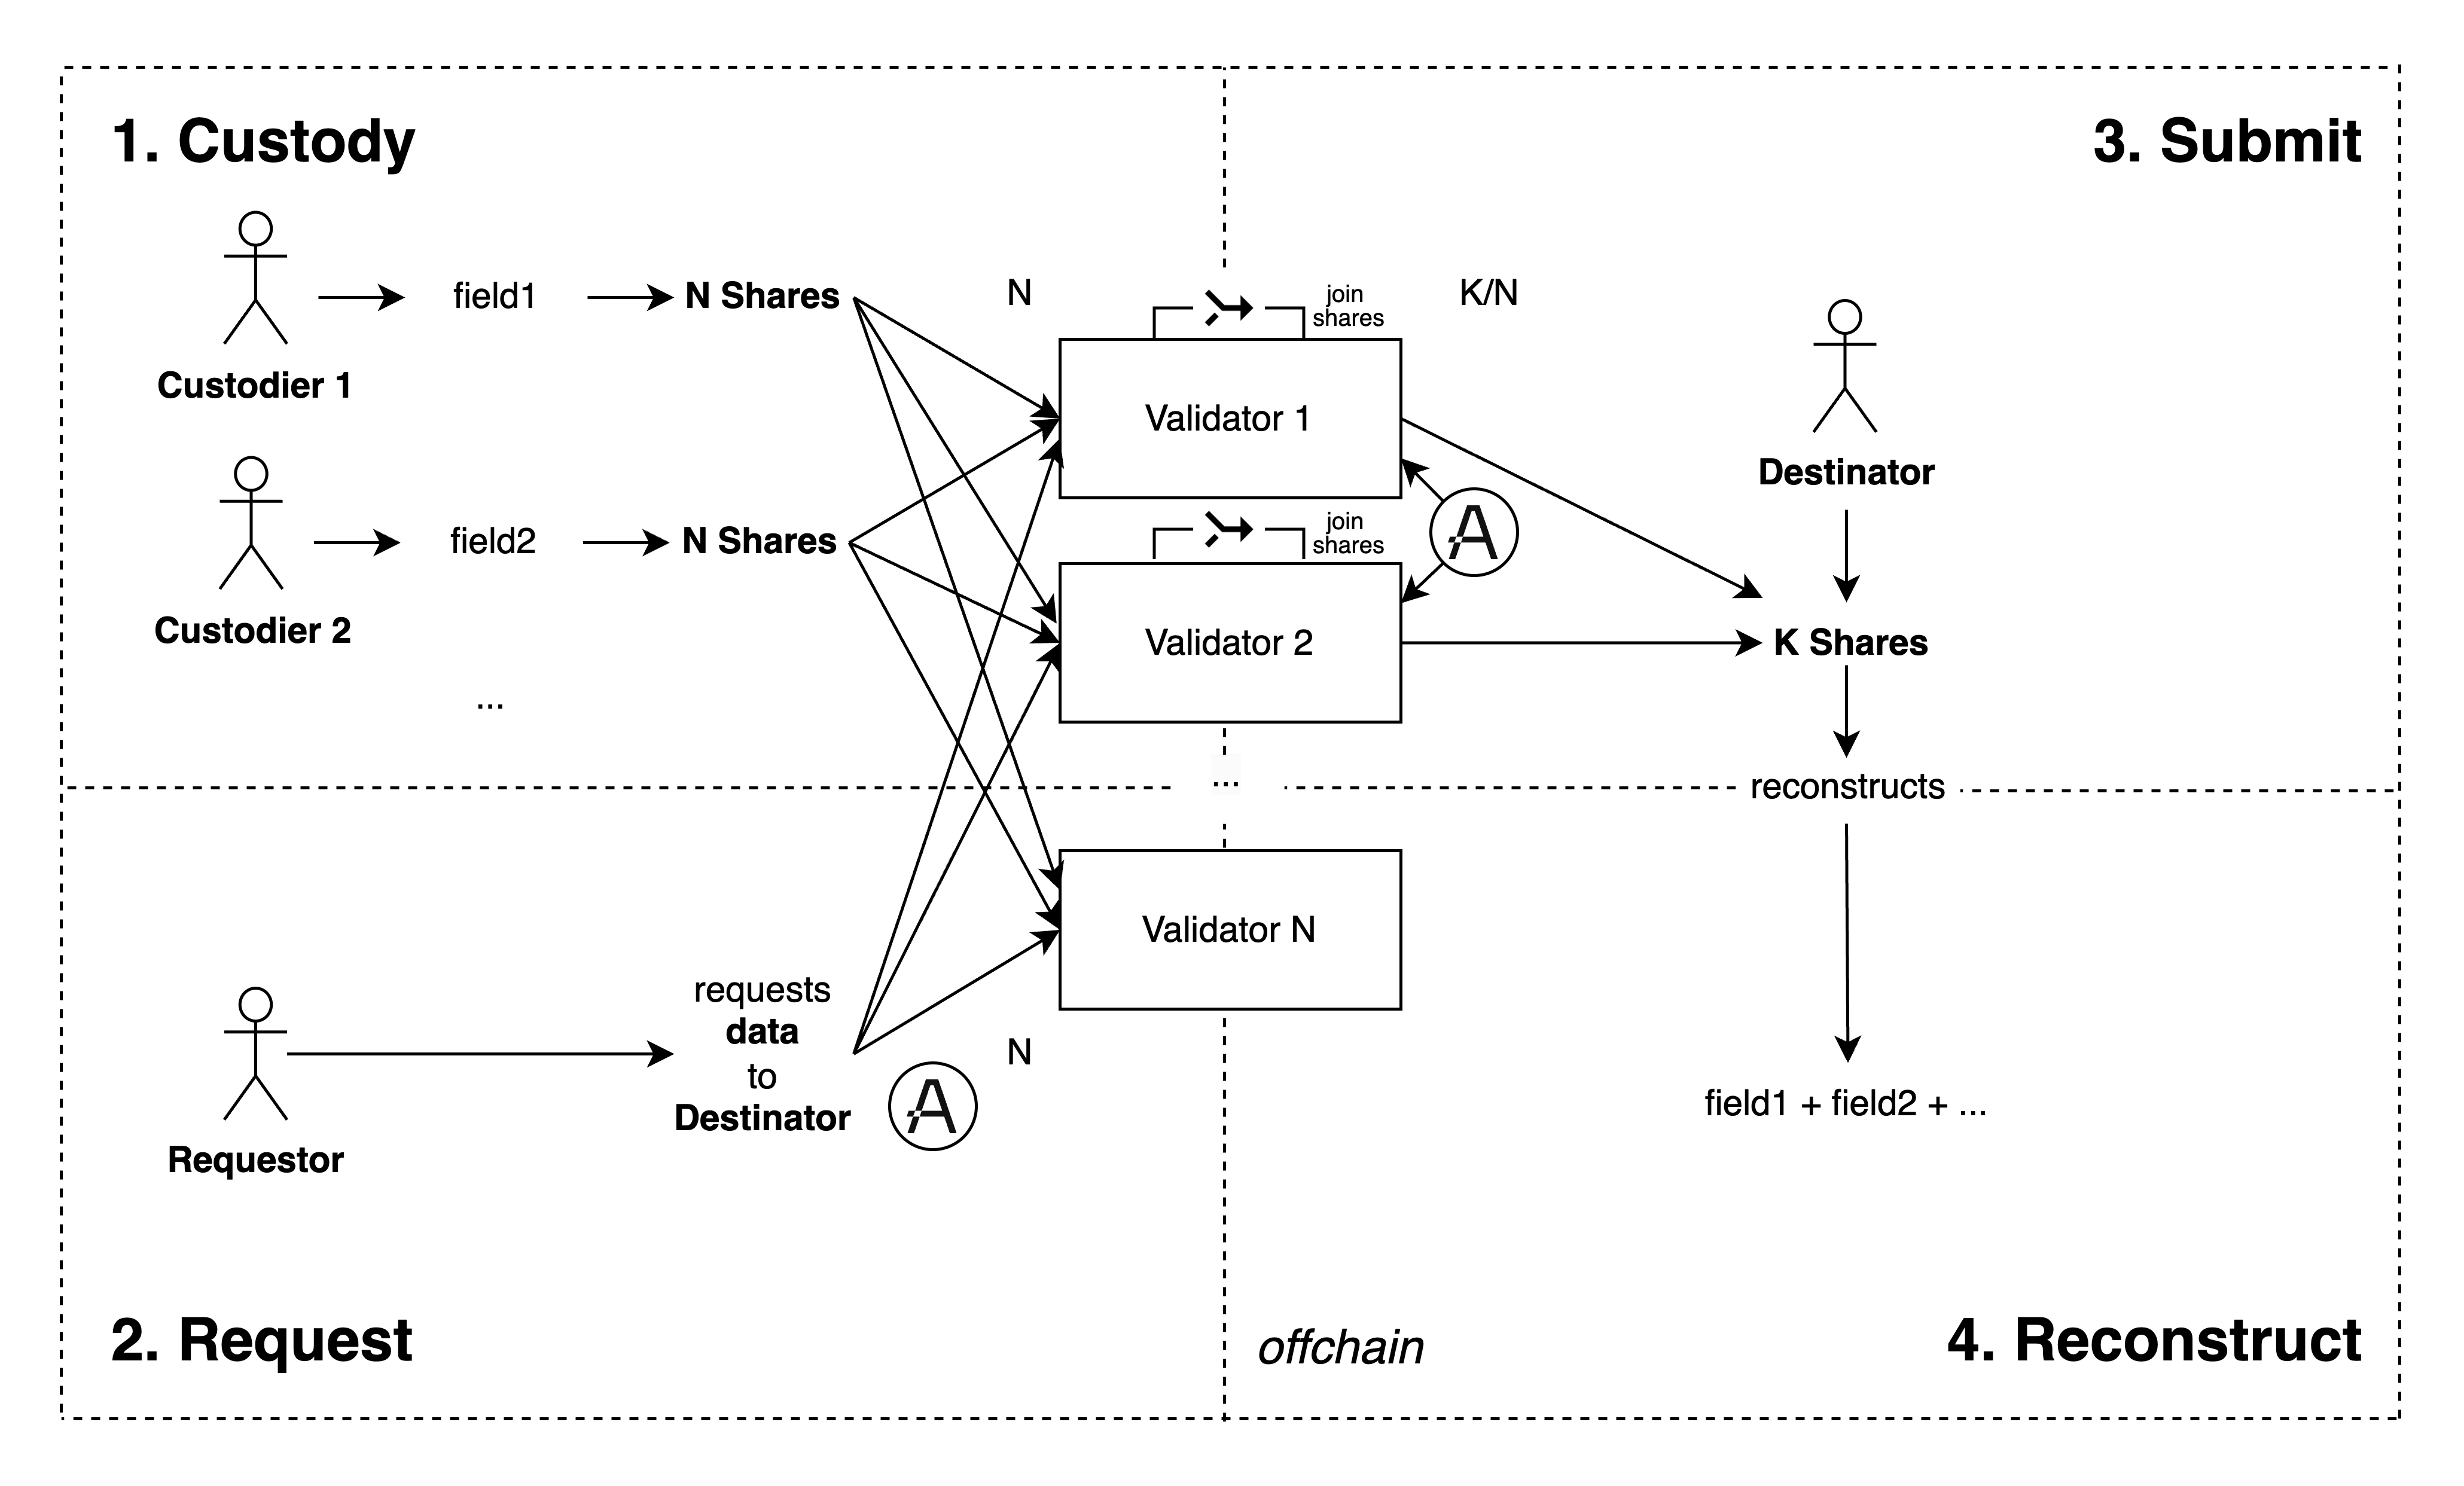 1. Custody
3. Submit
field1
N Shares
N
join
shares
K/N
Custodier 1
Validator 1
Destinator
field2
N Shares
join
shares
A
Custodier 2
Validator 2
K Shares
...
...
reconstructs
Validator N
requests
data
to
Destinator
N
A
Requestor
field1 + field2 + ...
2. Request
offchain
4. Reconstruct